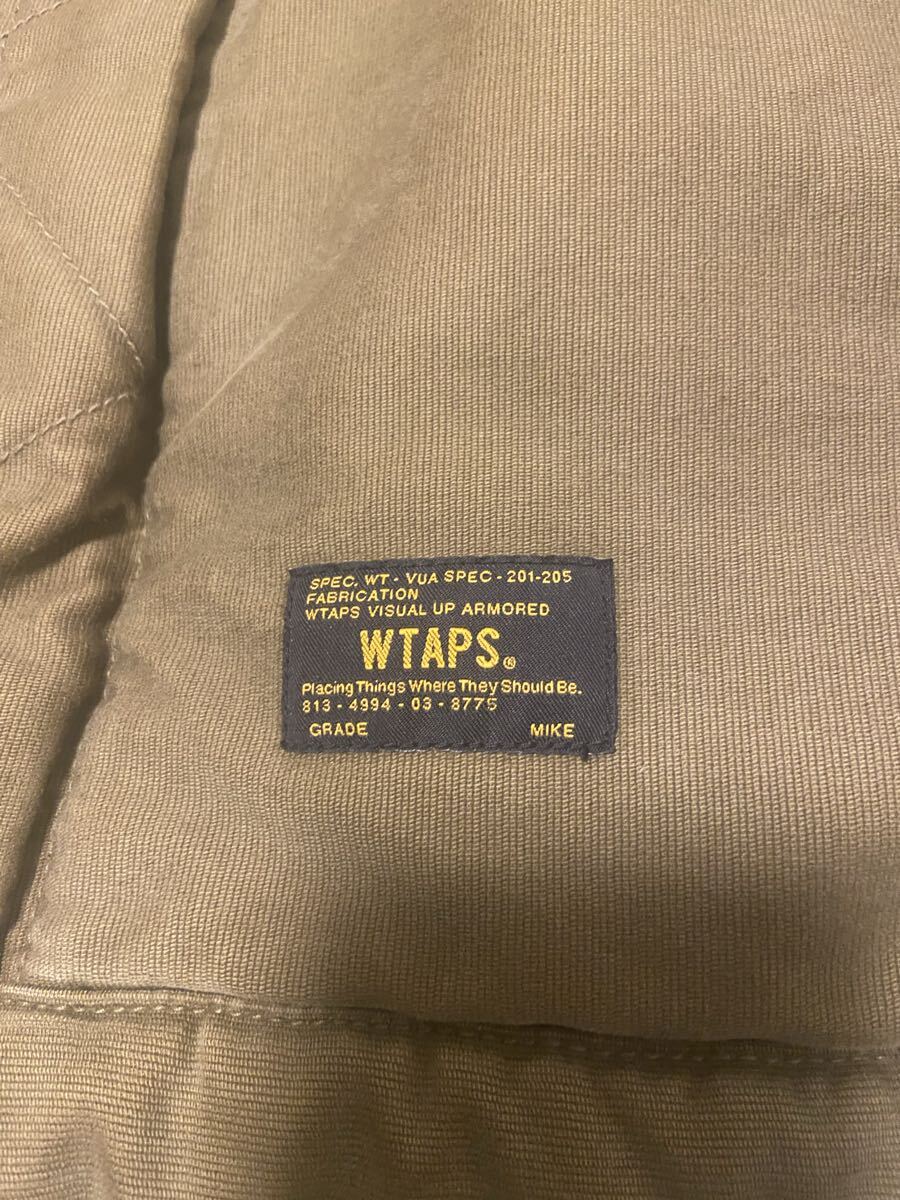 SPEC. WT - VUA SPEC - 201-205
FABRICATION
WTAPS VISUAL UP ARMORED
WTAPS.®
Placing Things Where They Should Be.
813 - 4994 - 03 - 8775
GRADE MIKE